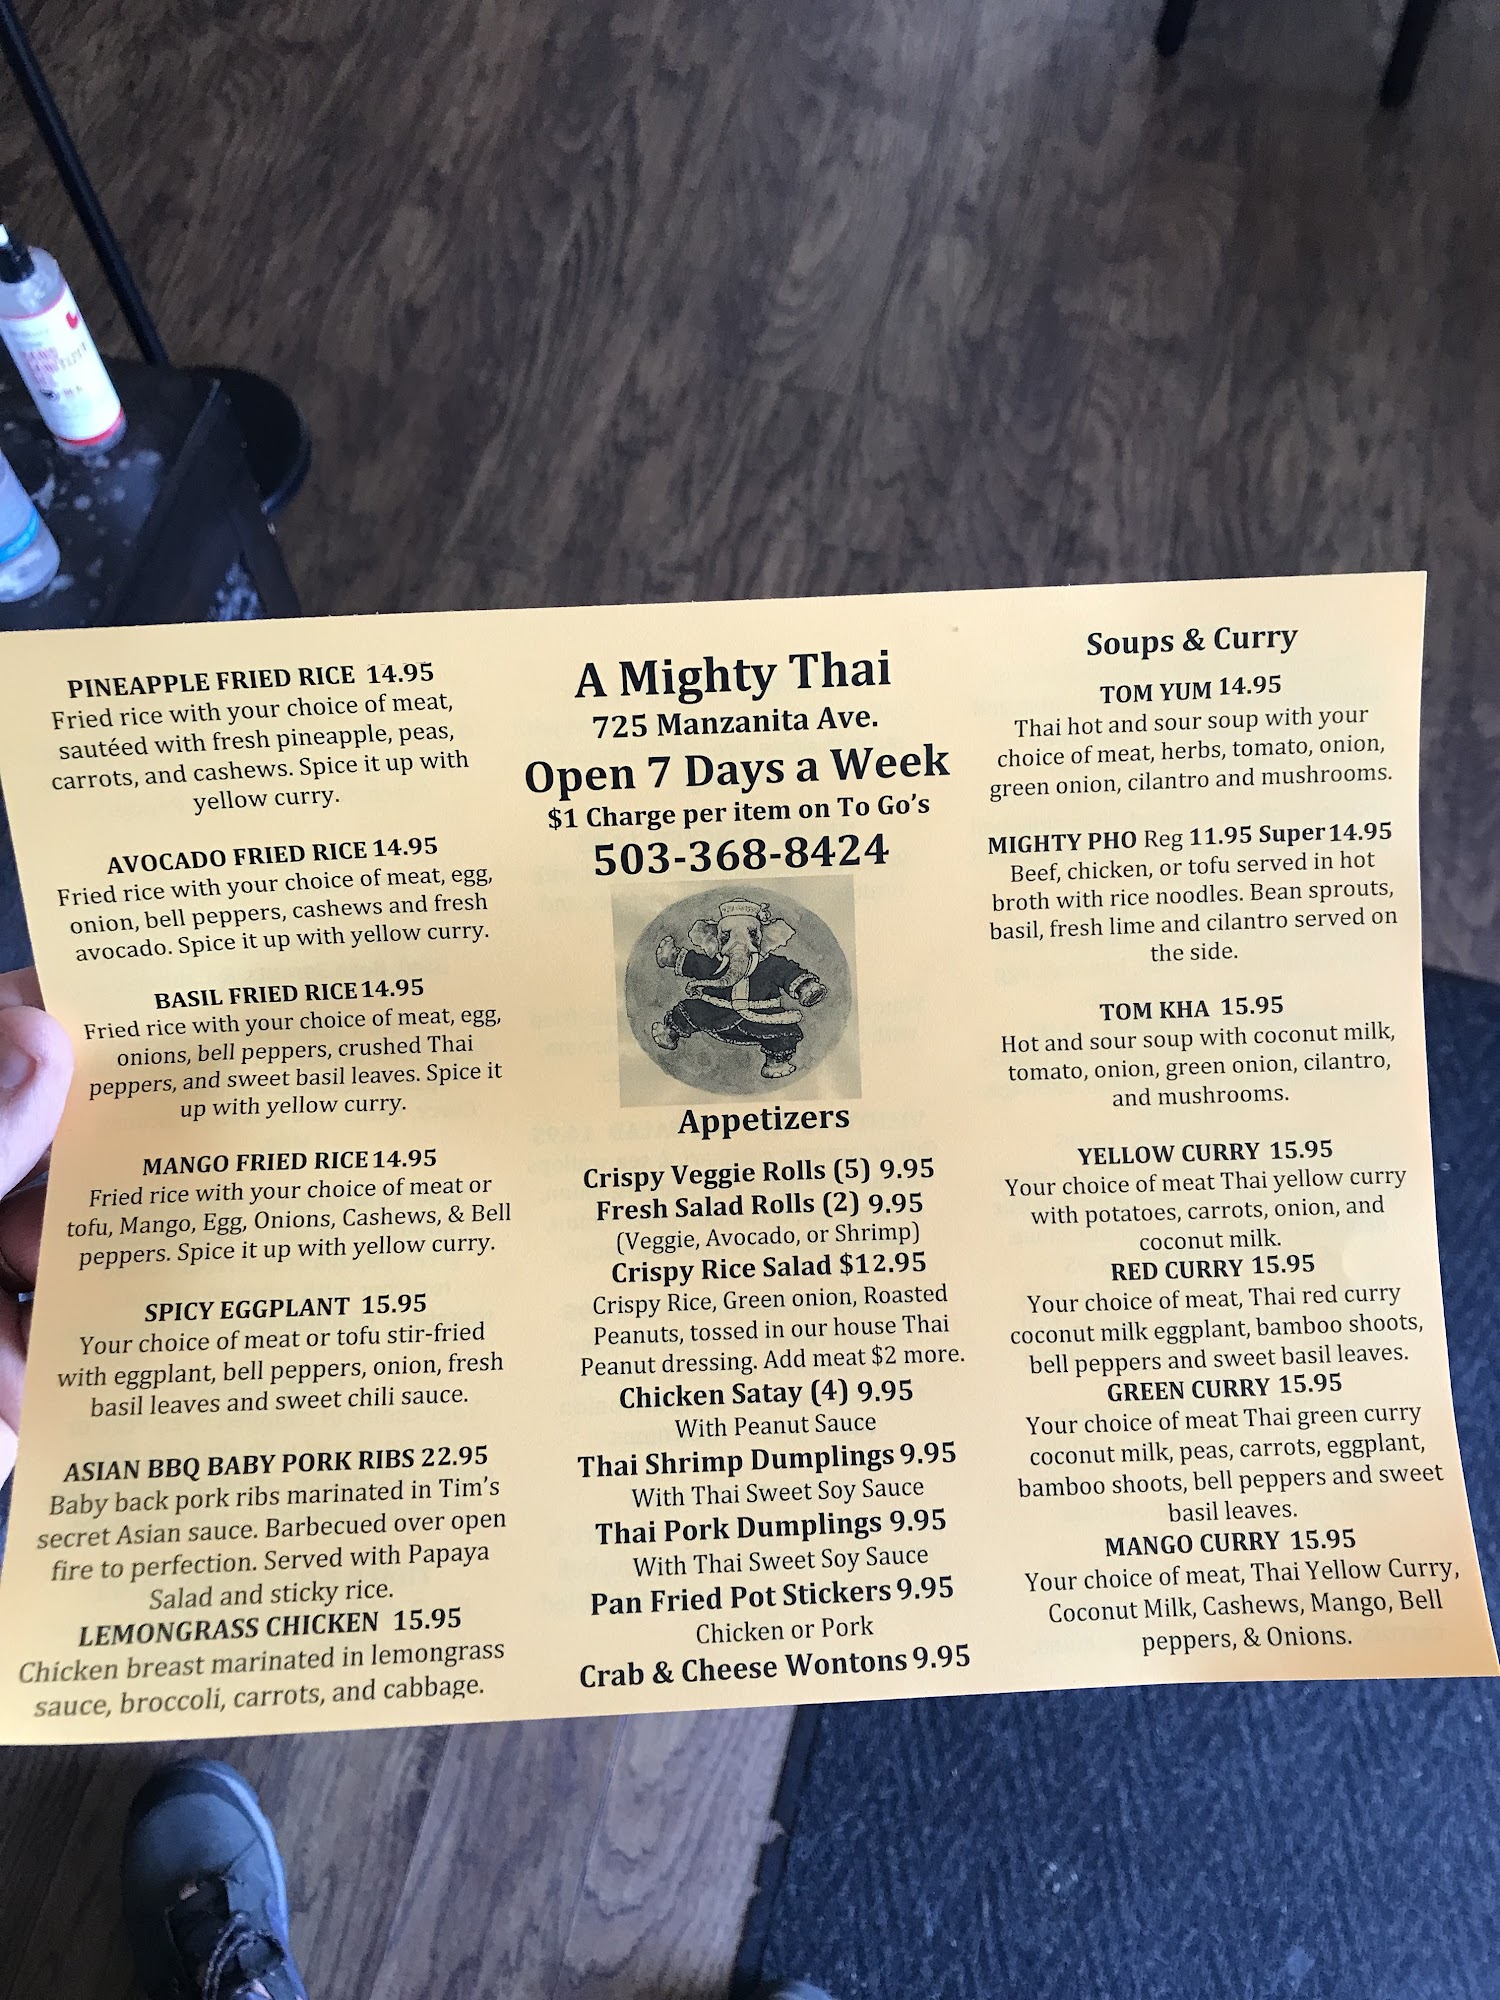 PINEAPPLE FRIED RICE 14.95
Fried rice with your choice of meat,
sautéed with fresh pineapple, peas,
carrots, and cashews. Spice it up with
yellow curry.
AVOCADO FRIED RICE 14.95
Fried rice with your choice of meat, egg,
onion, bell peppers, cashews and fresh
avocado. Spice it up with yellow curry.
BASIL FRIED RICE 14.95
Fried rice with your choice of meat, egg,
onions, bell peppers, crushed Thai
peppers, and sweet basil leaves. Spice it
up with yellow curry.
MANGO FRIED RICE 14.95
Fried rice with your choice of meat or
tofu, Mango, Egg, Onions, Cashews, & Bell
peppers. Spice it up with yellow curry.
SPICY EGGPLANT 15.95
Your choice of meat or tofu stir-fried
with eggplant, bell peppers, onion, fresh
basil leaves and sweet chili sauce.
ASIAN BBQ BABY PORK RIBS 22.95
Baby back pork ribs marinated in Tim's
secret Asian sauce. Barbecued over open
fire to perfection. Served with Papaya
Salad and sticky rice.
LEMONGRASS CHICKEN 15.95
Chicken breast marinated in lemongrass
sauce, broccoli, carrots, and cabbage.
A Mighty Thai
725 Manzanita Ave.
Open 7 Days a Week
$1 Charge per item on To Go's
503-368-8424
Appetizers
Crispy Veggie Rolls (5) 9.95
Fresh Salad Rolls (2) 9.95
(Veggie, Avocado, or Shrimp)
Crispy Rice Salad $12.95
Crispy Rice, Green onion, Roasted
Peanuts, tossed in our house Thai
Peanut dressing. Add meat $2 more.
Chicken Satay (4) 9.95
With Peanut Sauce
Thai Shrimp Dumplings 9.95
With Thai Sweet Soy Sauce
Thai Pork Dumplings 9.95
With Thai Sweet Soy Sauce
Pan Fried Pot Stickers 9.95
Chicken or Pork
Crab & Cheese Wontons 9.95
Soups & Curry
TOM YUM 14.95
Thai hot and sour soup with your
choice of meat, herbs, tomato, onion,
green onion, cilantro and mushrooms.
MIGHTY PHO Reg 11.95 Super 14.95
Beef, chicken, or tofu served in hot
broth with rice noodles. Bean sprouts,
basil, fresh lime and cilantro served on
the side.
TOM KHA 15.95
Hot and sour soup with coconut milk,
tomato, onion, green onion, cilantro,
and mushrooms.
YELLOW CURRY 15.95
Your choice of meat Thai yellow curry
with potatoes, carrots, onion, and
coconut milk.
RED CURRY 15.95
Your choice of meat, Thai red curry
coconut milk eggplant, bamboo shoots,
bell peppers and sweet basil leaves.
GREEN CURRY 15.95
Your choice of meat Thai green curry
coconut milk, peas, carrots, eggplant,
bamboo shoots, bell peppers and sweet
basil leaves.
MANGO CURRY 15.95
Your choice of meat, Thai Yellow Curry,
Coconut Milk, Cashews, Mango, Bell
peppers, & Onions.